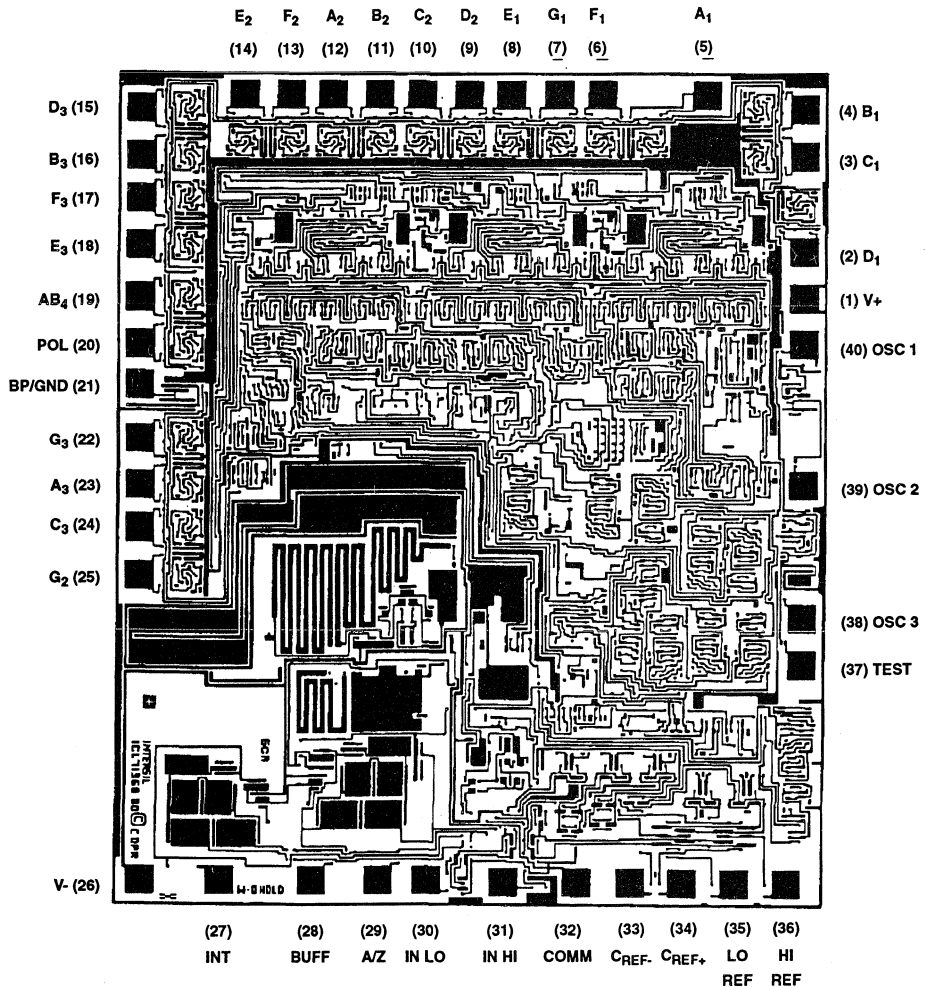 E2 F2 A2 B2 C2 D2 E1 G1 F1 A1
(14) (13) (12) (11) (10) (9) (8) (7) (6) (5)
D3 (15)
(4) B1
B3 (16)
(3) C1
F3 (17)
E3 (18)
(2) D1
AB4 (19)
(1) V+
POL (20)
(40) OSC 1
BP/GND (21)
G3 (22)
A3 (23)
(39) OSC 2
C3 (24)
G2 (25)
(38) OSC 3
(37) TEST
INTERSIL
V- (26)
(27) (28) (29) (30) (31) (32) (33) (34) (35) (36)
INT BUFF A/Z IN LO IN HI COMM CREF- CREF+ LO HI
REF REF